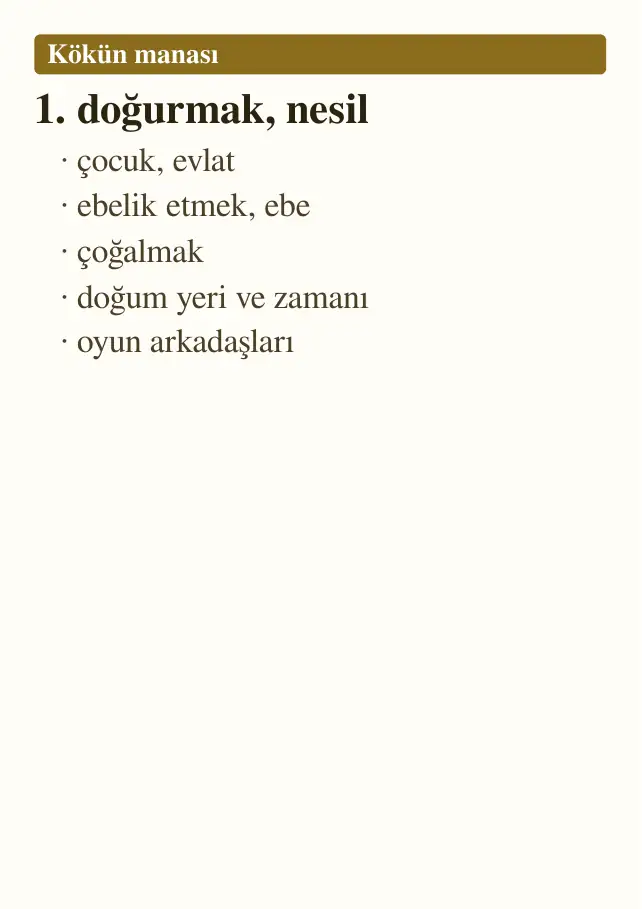 Kökün manası
1. doğurmak, nesil
· çocuk, evlat
· ebelik etmek, ebe
· çoğalmak
· doğum yeri ve zamanı
· oyun arkadaşları